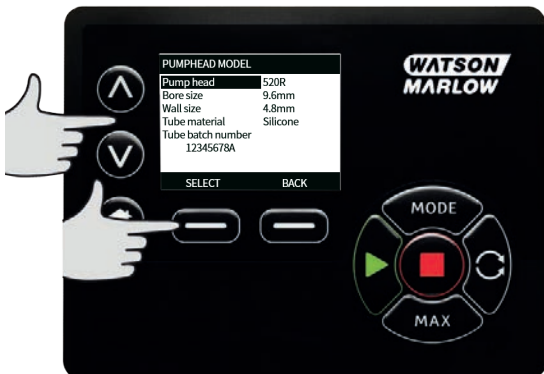 PUMPHEAD MODEL
Pump head 520R
Bore size 9.6mm
Wall size 4.8mm
Tube material Silicone
Tube batch number
12345678A
SELECT BACK
WATSON
MARLOW
MODE
MAX